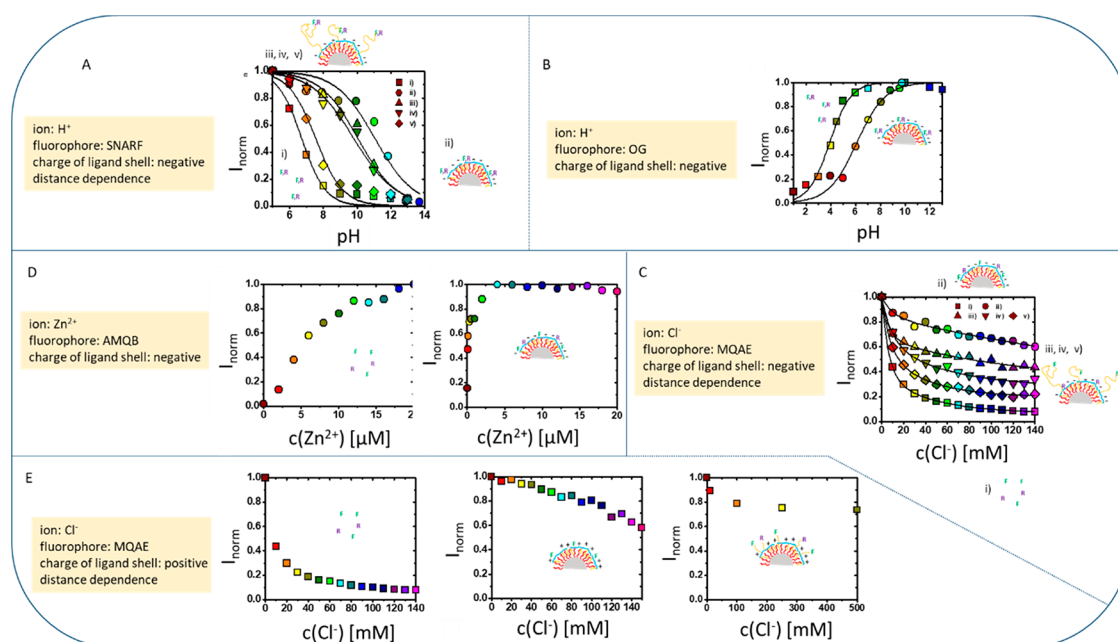 A
iii, iv, v)
ion: H⁺
fluorophore: SNARF
charge of ligand shell: negative
distance dependence
I_norm
1.0
0.8
0.6
0.4
0.2
0.0
i)
ii)
iii)
iv)
v)
i)
F,R
ii)
6 8 10 12 14
pH
B
ion: H⁺
fluorophore: OG
charge of ligand shell: negative
I_norm
1.0
0.8
0.6
0.4
0.2
0.0
F,R
2 4 6 8 10 12
pH
D
ion: Zn²⁺
fluorophore: AMQB
charge of ligand shell: negative
I_norm
1.0
0.8
0.6
0.4
0.2
0.0
F
R
0 5 10 15
c(Zn²⁺) [μM]
I_norm
1.0
0.8
0.6
0.4
0.2
0.0
0 5 10 15 20
c(Zn²⁺) [μM]
C
ii)
ion: Cl⁻
fluorophore: MQAE
charge of ligand shell: negative
distance dependence
I_norm
1.0
0.8
0.6
0.4
0.2
0.0
i) ii)
iii) iv) v)
iii, iv, v)
0 20 40 60 80 100 120 140
c(Cl⁻) [mM]
i)
F
R
E
ion: Cl⁻
fluorophore: MQAE
charge of ligand shell: positive
distance dependence
I_norm
1.0
0.8
0.6
0.4
0.2
0.0
F
R
0 20 40 60 80 100 120 140
c(Cl⁻) [mM]
I_norm
1.0
0.8
0.6
0.4
0.2
0.0
0 20 40 60 80 100 120 140
c(Cl⁻) [mM]
I_norm
1.0
0.8
0.6
0.4
0.2
0.0
0 100 200 300 400 500
c(Cl⁻) [mM]